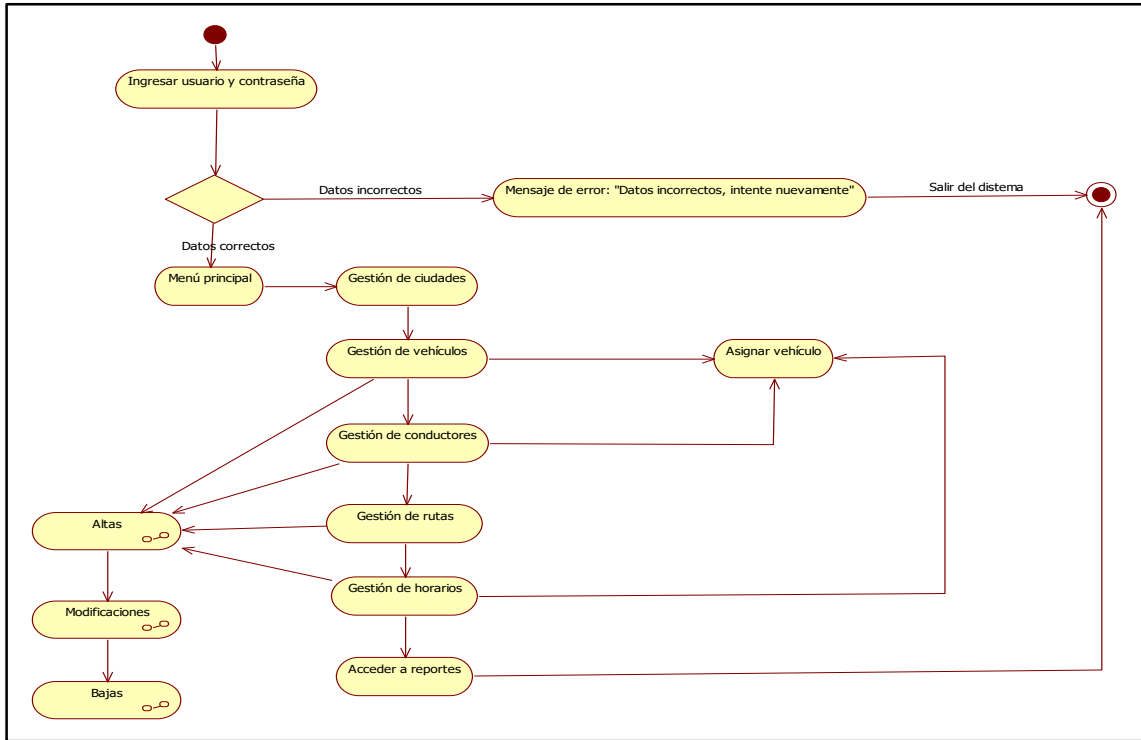 Ingresar usuario y contraseña
Datos incorrectos
Mensaje de error: "Datos incorrectos, intente nuevamente"
Salir del distema
Datos correctos
Menú principal
Gestión de ciudades
Gestión de vehículos
Asignar vehículo
Gestión de conductores
Altas
Gestión de rutas
Gestión de horarios
Modificaciones
Acceder a reportes
Bajas